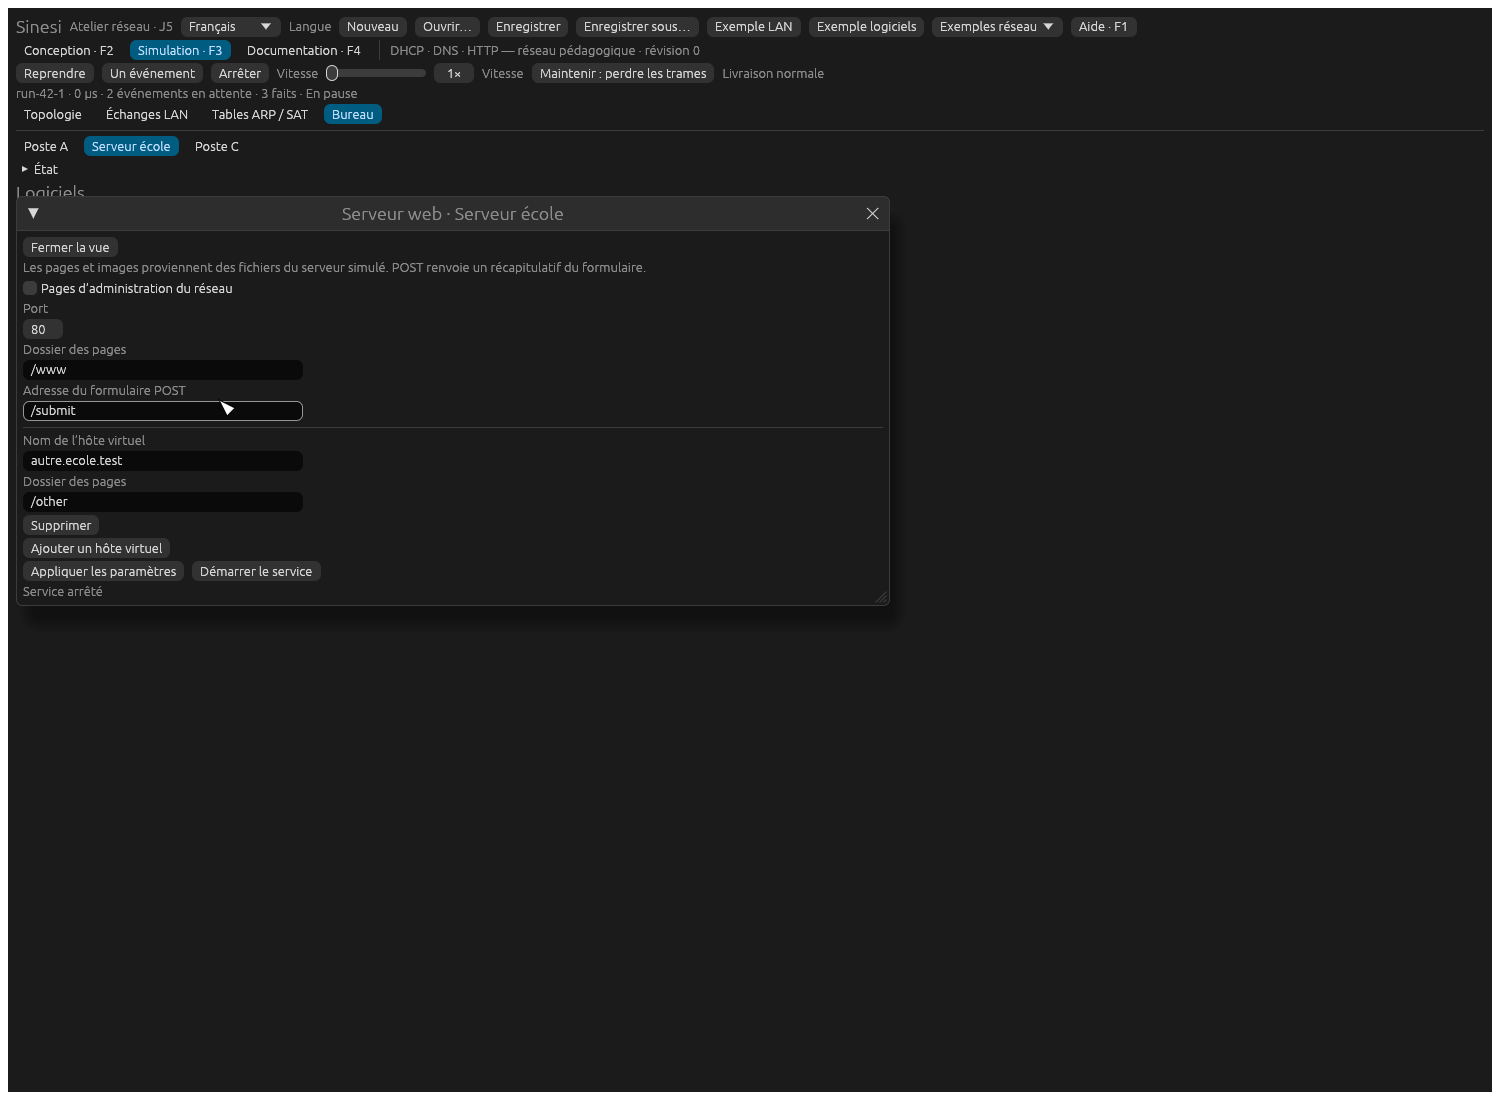 Sinesi Atelier réseau · J5 Français Langue Nouveau Ouvrir… Enregistrer Enregistrer sous… Exemple LAN Exemple logiciels Exemples réseau Aide · F1
Conception · F2 Simulation · F3 Documentation · F4 DHCP · DNS · HTTP — réseau pédagogique · révision 0
Reprendre Un événement Arrêter Vitesse 1× Vitesse Maintenir : perdre les trames Livraison normale
run-42-1 · 0 µs · 2 événements en attente · 3 faits · En pause
Topologie Échanges LAN Tables ARP / SAT Bureau
Poste A Serveur école Poste C
État
Logiciels
Serveur web · Serveur école
Fermer la vue
Les pages et images proviennent des fichiers du serveur simulé. POST renvoie un récapitulatif du formulaire.
Pages d’administration du réseau
Port
80
Dossier des pages
/www
Adresse du formulaire POST
/submit
Nom de l’hôte virtuel
autre.ecole.test
Dossier des pages
/other
Supprimer
Ajouter un hôte virtuel
Appliquer les paramètres Démarrer le service
Service arrêté